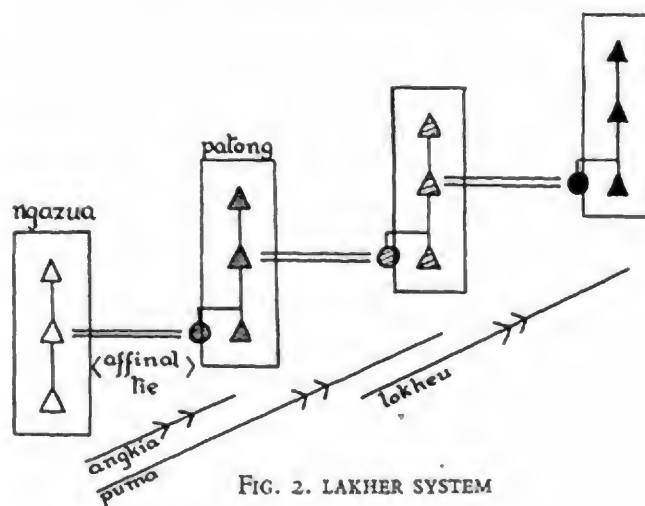 patong
ngazua
affinal
tie
angkia
puma
lokheu
FIG. 2. LAKHER SYSTEM